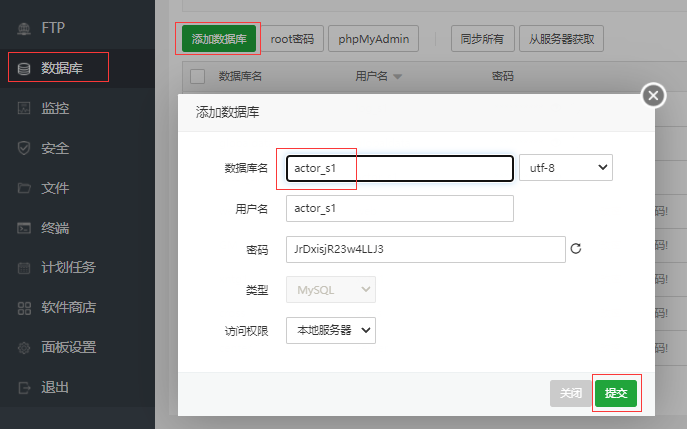 FTP
数据库
监控
安全
文件
终端
计划任务
软件商店
面板设置
退出
添加数据库 root密码 phpMyAdmin 同步所有 从服务器获取
数据库名 用户名 密码
添加数据库
数据库名 actor_s1 utf-8
用户名 actor_s1
密码 JrDxisjR23w4LLJ3
类型 MySQL
访问权限 本地服务器
关闭 提交
码!
码!
码!
码!